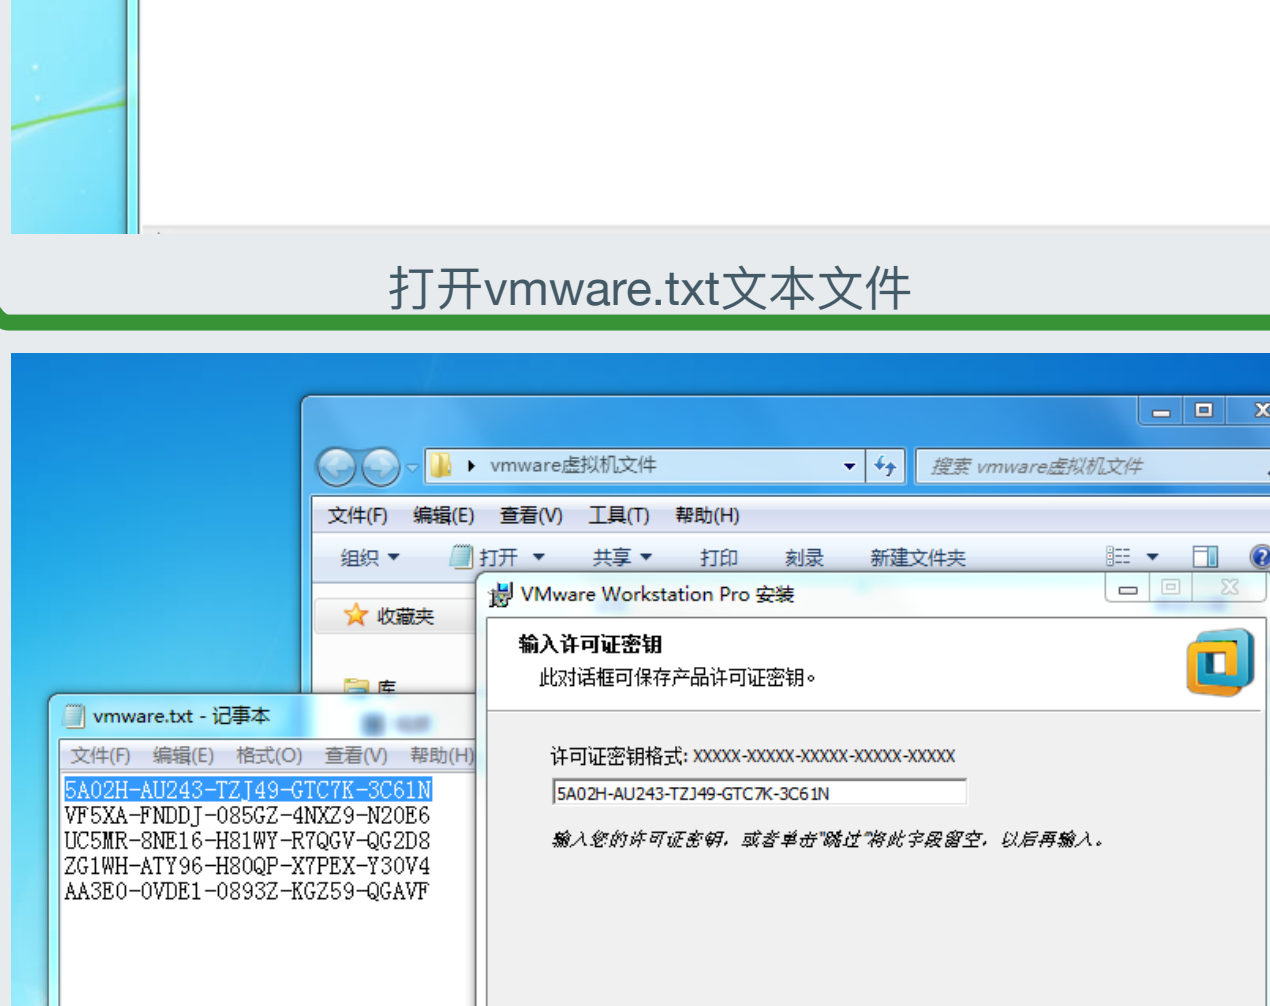 打开vmware.txt文本文件
vmware虚拟机文件
搜索 vmware虚拟机文件
文件(F) 编辑(E) 查看(V) 工具(T) 帮助(H)
组织 打开 共享 打印 刻录 新建文件夹
VMware Workstation Pro 安装
收藏夹
输入许可证密钥
此对话框可保存产品许可证密钥。
库
vmware.txt - 记事本
文件(F) 编辑(E) 格式(O) 查看(V) 帮助(H)
许可证密钥格式: XXXXX-XXXXX-XXXXX-XXXXX-XXXXX
5A02H-AU243-TZJ49-GTC7K-3C61N
5A02H-AU243-TZJ49-GTC7K-3C61N
VF5XA-FNDDJ-085GZ-4NXZ9-N20E6
UC5MR-8NE16-H81WY-R7QGV-QG2D8
ZG1WH-ATY96-H80QP-X7PEX-Y30V4
AA3E0-0VDE1-0893Z-KGZ59-QGAVF
输入您的许可证密钥，或者单击"跳过"将此字段留空，以后再输入。